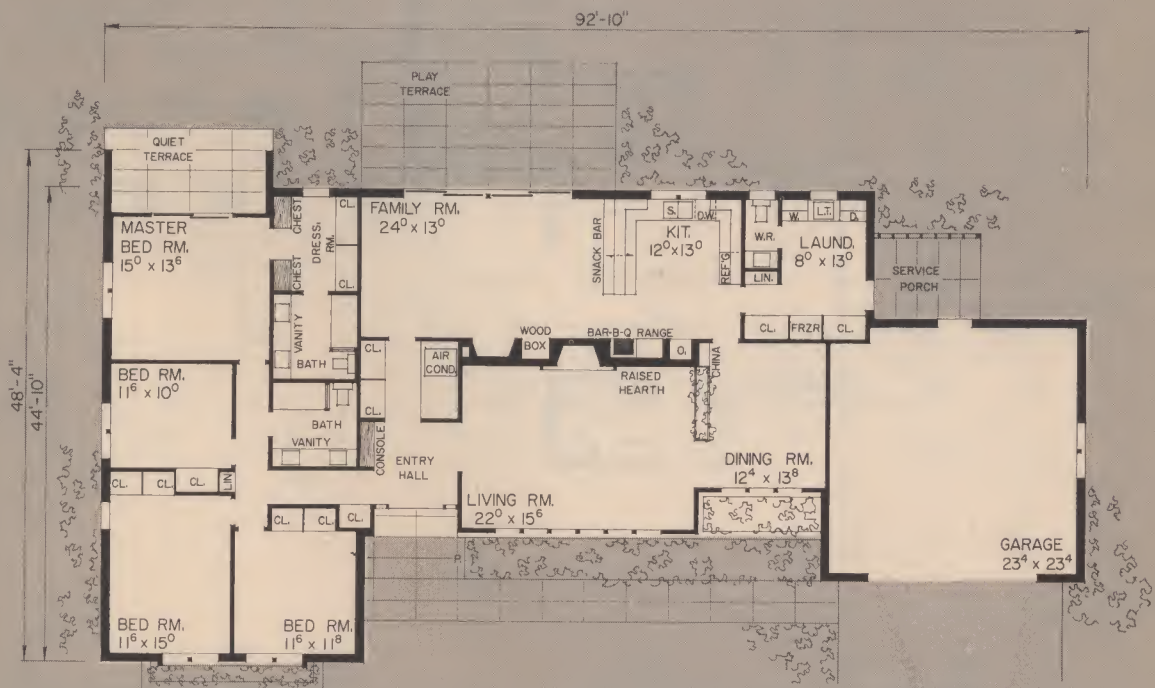 92'-10"
PLAY
TERRACE
QUIET
TERRACE
48'-4"
44'-10"
MASTER
BED RM.
15⁰ x 13⁶
CHEST
CHEST
DRESS. RM.
CL.
CL.
FAMILY RM.
24⁰ x 13⁰
SNACK BAR
S.
D.W.
KIT.
12⁰ x 13⁰
REF'G
W.R.
LIN.
W.
L.T.
D.
LAUND.
8⁰ x 13⁰
SERVICE
PORCH
CL.
FRZR
CL.
VANITY
BATH
CL.
CL.
AIR
COND.
WOOD
BOX
BAR-B-Q RANGE
O.
CHINA
RAISED
HEARTH
BED RM.
11⁶ x 10⁰
BATH
VANITY
CONSOLE
ENTRY
HALL
CL.
CL.
CL.
LIN
LIVING RM.
22⁰ x 15⁶
DINING RM.
12⁴ x 13⁸
CL.
CL.
CL.
R
GARAGE
23⁴ x 23⁴
BED RM.
11⁶ x 15⁰
BED RM.
11⁶ x 11⁸